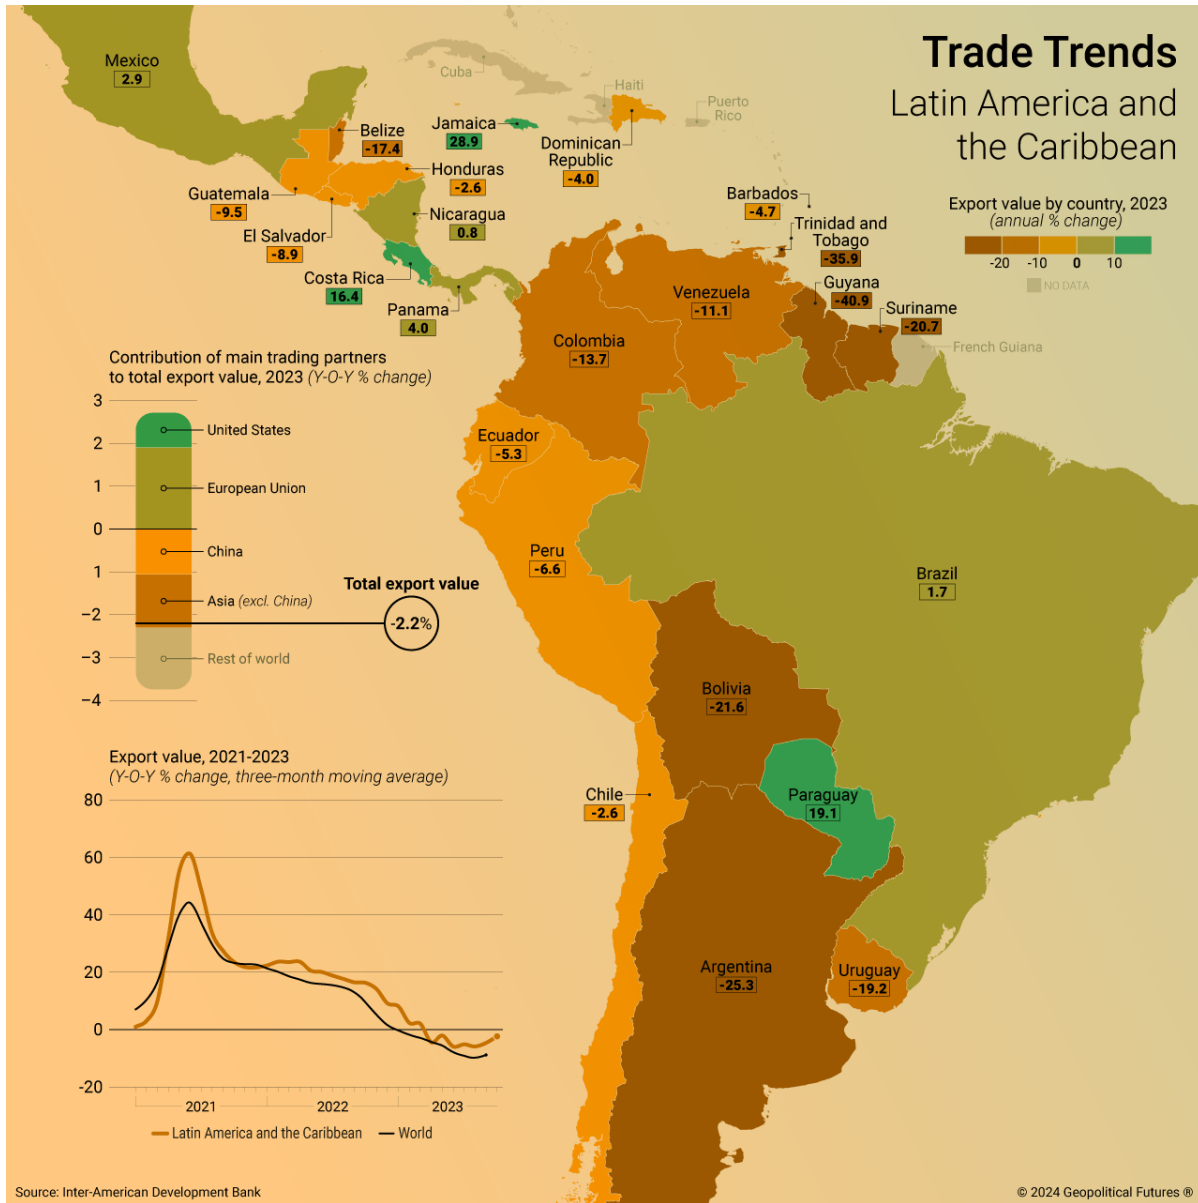 Trade Trends
Latin America and
the Caribbean
Export value by country, 2023
(annual % change)
-20 -10 0 10
NO DATA
Mexico
2.9
Cuba
Haiti
Puerto
Rico
Jamaica
28.9
Dominican
Republic
-4.0
Belize
-17.4
Honduras
-2.6
Guatemala
-9.5
Nicaragua
0.8
El Salvador
-8.9
Costa Rica
16.4
Panama
4.0
Barbados
-4.7
Trinidad and
Tobago
-35.9
Guyana
-40.9
Suriname
-20.7
French Guiana
Venezuela
-11.1
Colombia
-13.7
Ecuador
-5.3
Peru
-6.6
Brazil
1.7
Bolivia
-21.6
Paraguay
19.1
Chile
-2.6
Argentina
-25.3
Uruguay
-19.2
Contribution of main trading partners
to total export value, 2023 (Y-O-Y % change)
3
2
1
0
1
−2
−3
−4
United States
European Union
China
Asia (excl. China)
Rest of world
Total export value
-2.2%
Export value, 2021-2023
(Y-O-Y % change, three-month moving average)
80
60
40
20
0
-20
2021 2022 2023
Latin America and the Caribbean World
Source: Inter-American Development Bank
© 2024 Geopolitical Futures ®